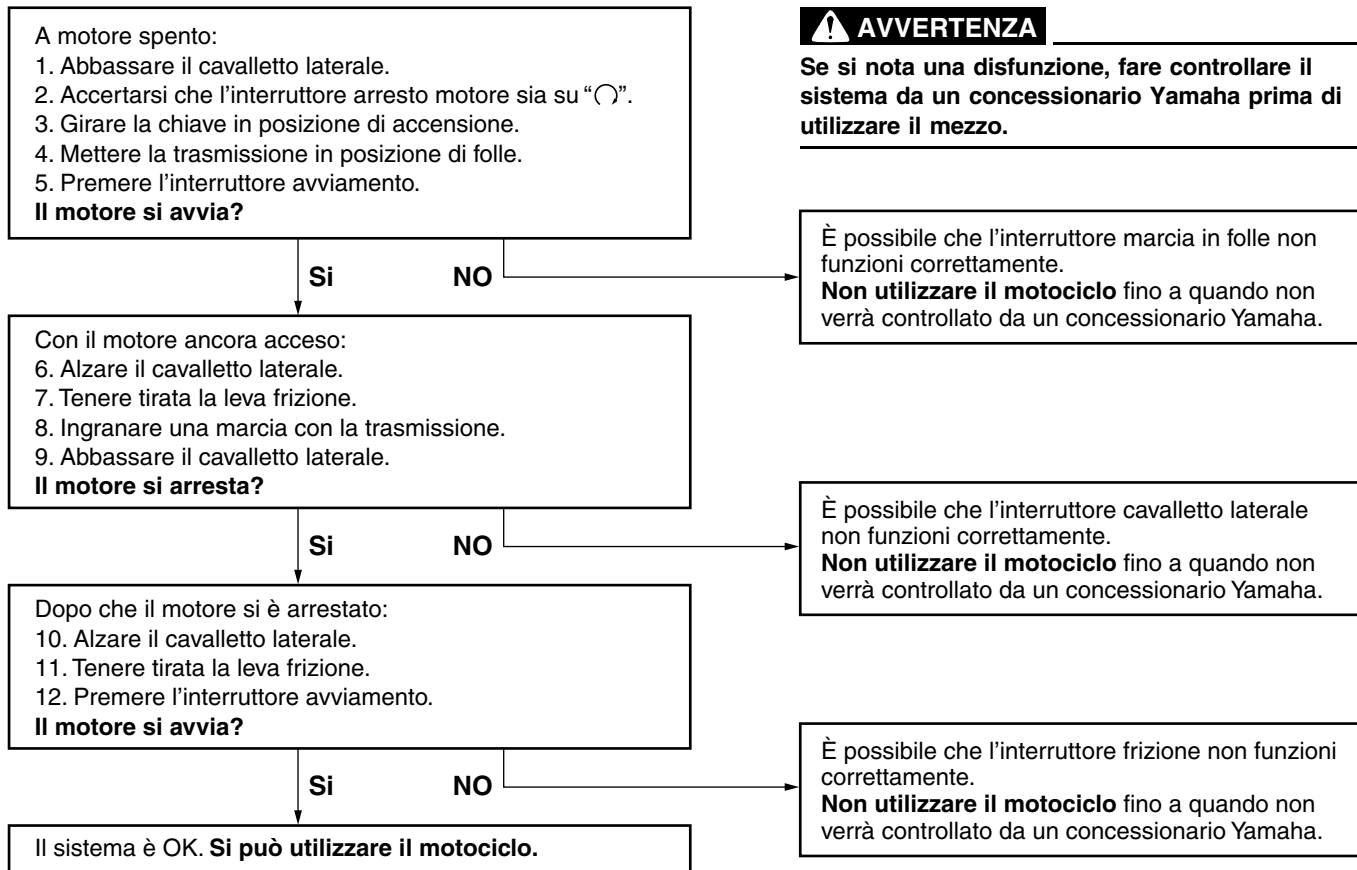 A motore spento:
1. Abbassare il cavalletto laterale.
2. Accertarsi che l'interruttore arresto motore sia su “○”.
3. Girare la chiave in posizione di accensione.
4. Mettere la trasmissione in posizione di folle.
5. Premere l'interruttore avviamento.
Il motore si avvia?
AVVERTENZA
Se si nota una disfunzione, fare controllare il
sistema da un concessionario Yamaha prima di
utilizzare il mezzo.
Si NO
È possibile che l'interruttore marcia in folle non
funzioni correttamente.
Non utilizzare il motociclo fino a quando non
verrà controllato da un concessionario Yamaha.
Con il motore ancora acceso:
6. Alzare il cavalletto laterale.
7. Tenere tirata la leva frizione.
8. Ingranare una marcia con la trasmissione.
9. Abbassare il cavalletto laterale.
Il motore si arresta?
Si NO
È possibile che l'interruttore cavalletto laterale
non funzioni correttamente.
Non utilizzare il motociclo fino a quando non
verrà controllato da un concessionario Yamaha.
Dopo che il motore si è arrestato:
10. Alzare il cavalletto laterale.
11. Tenere tirata la leva frizione.
12. Premere l'interruttore avviamento.
Il motore si avvia?
Si NO
È possibile che l'interruttore frizione non funzioni
correttamente.
Non utilizzare il motociclo fino a quando non
verrà controllato da un concessionario Yamaha.
Il sistema è OK. Si può utilizzare il motociclo.